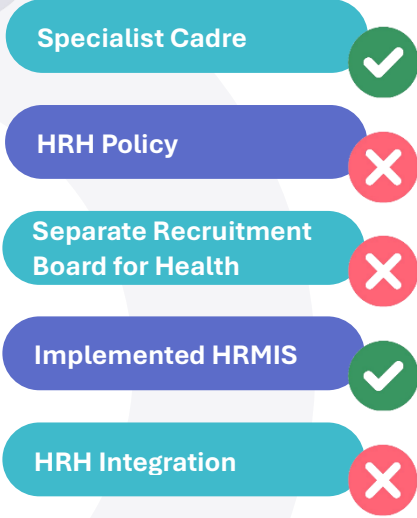 Specialist Cadre
HRH Policy
Separate Recruitment
Board for Health
Implemented HRMIS
HRH Integration